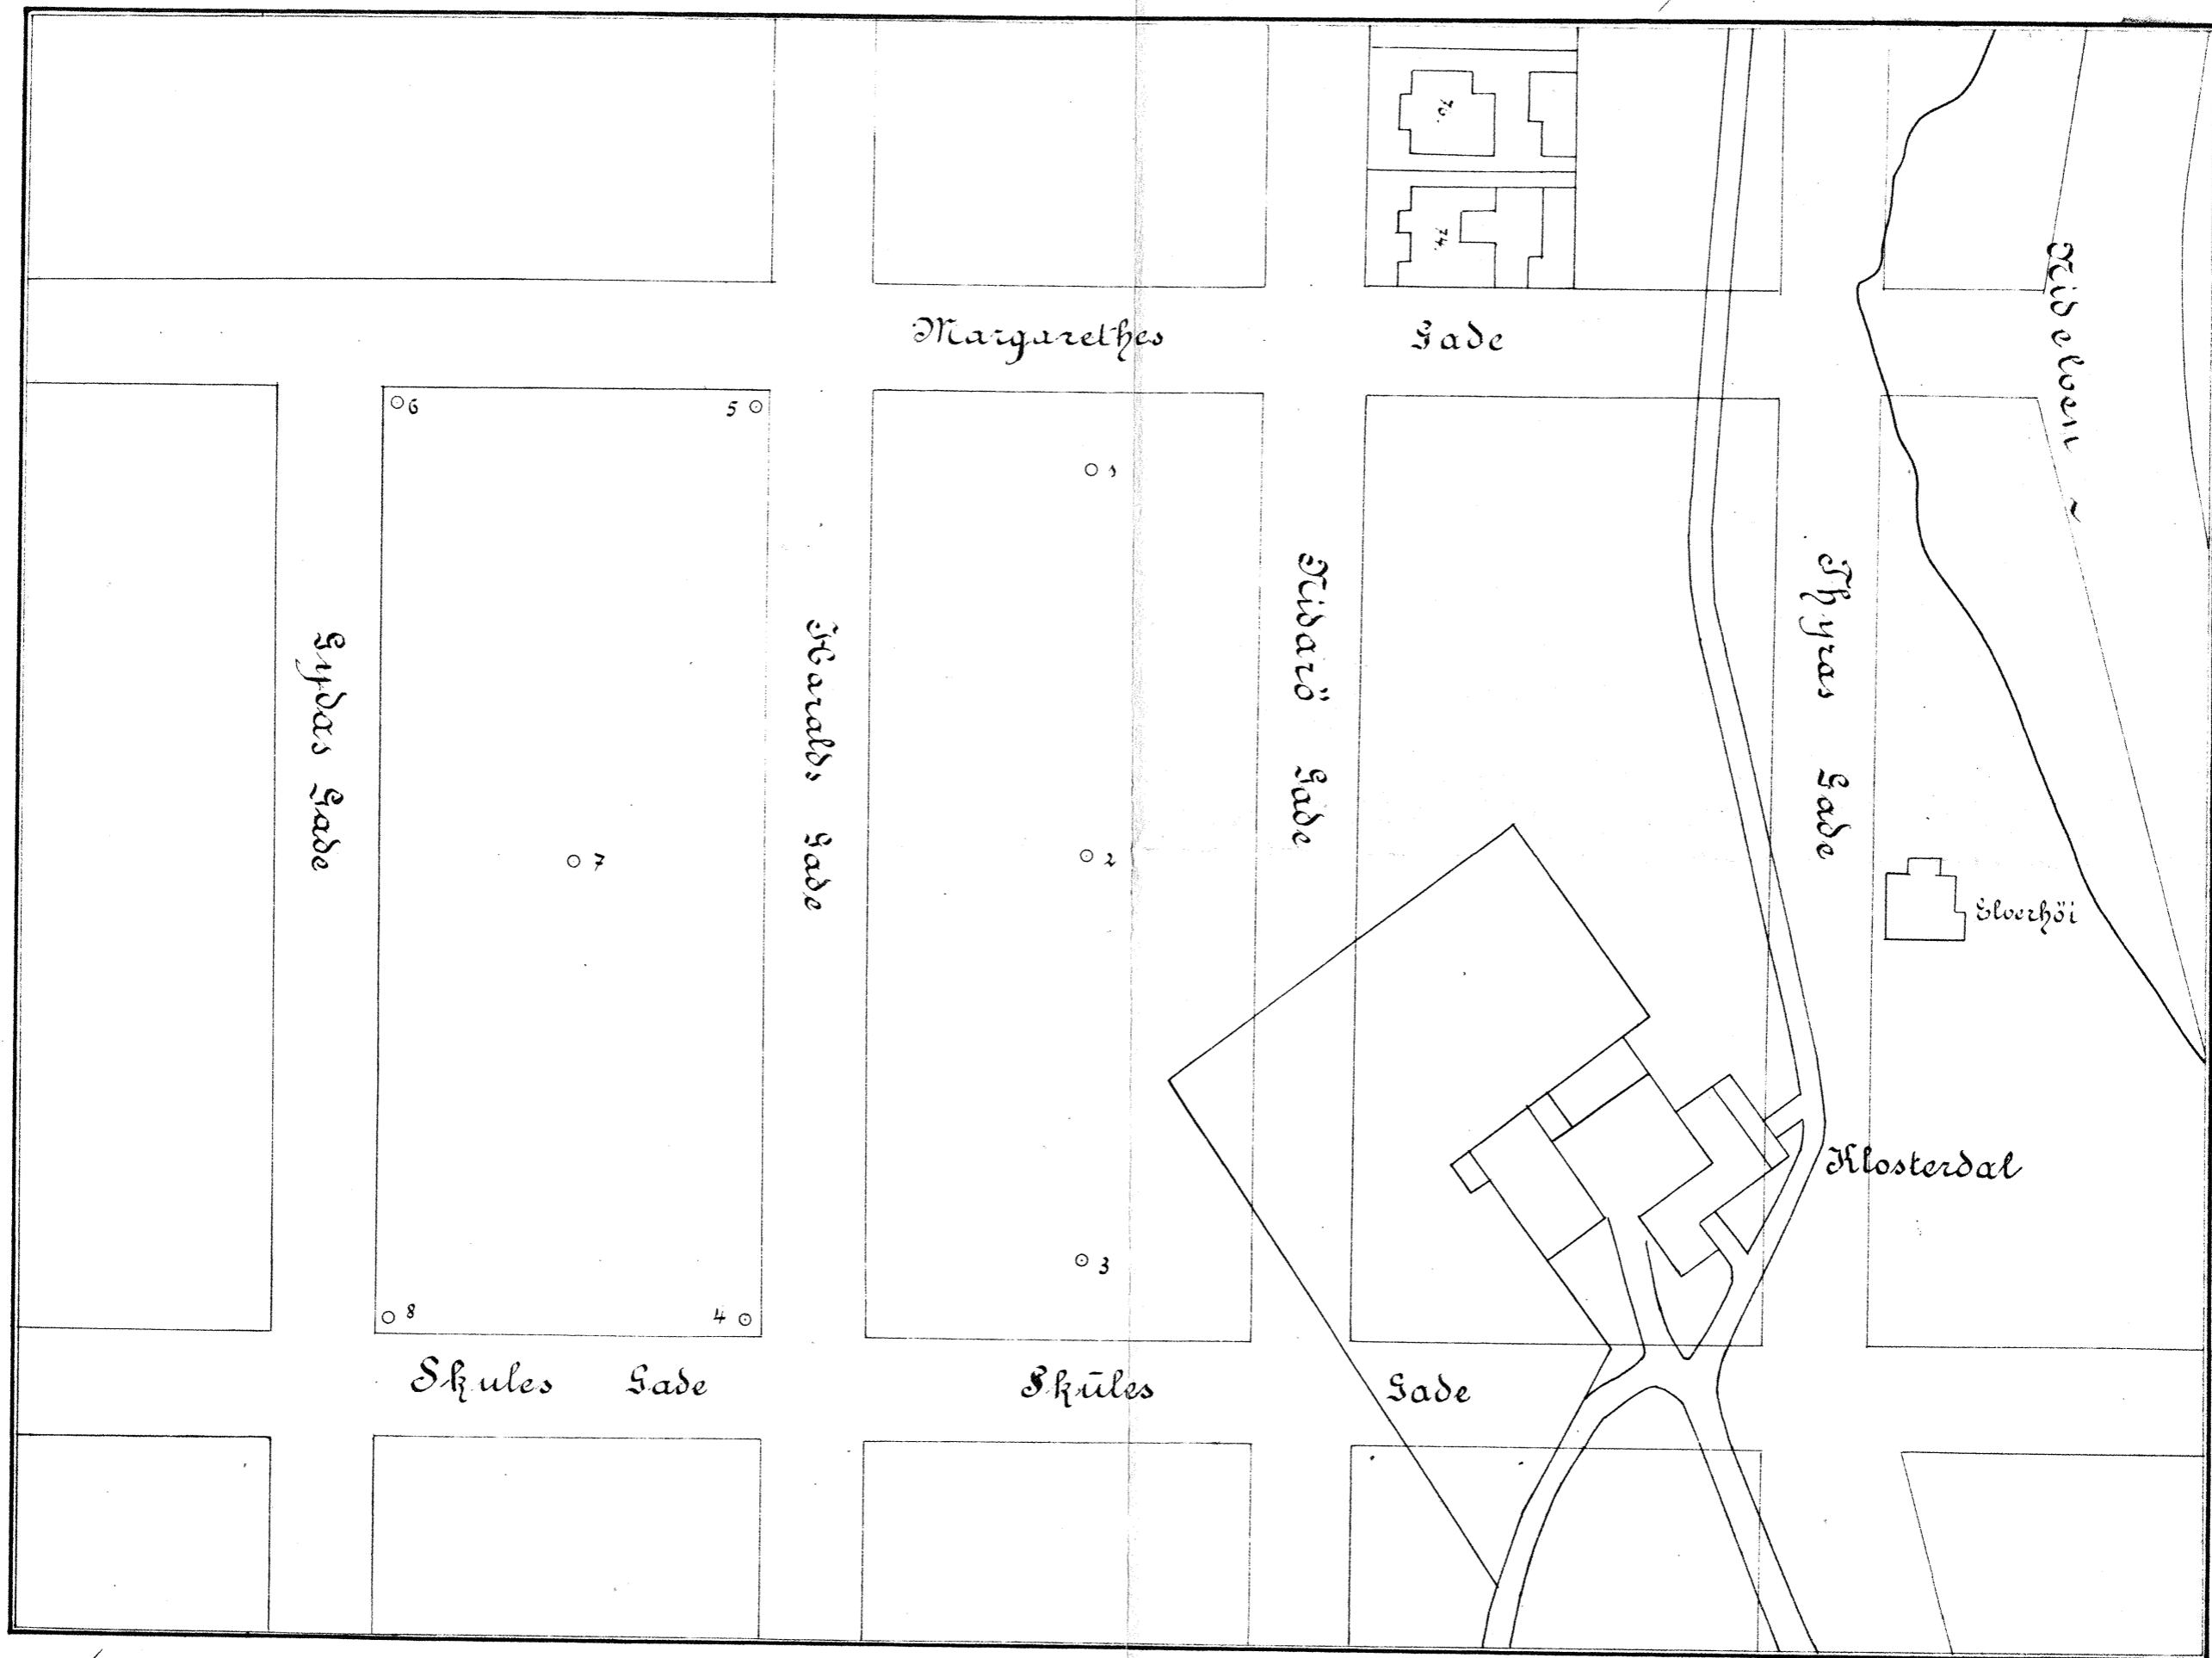 70.
74.
Nidelven
Margarethes Gade
6
5
1
Gydas Gade
Haralds Gade
Nidarö Gade
Thyras Gade
7
2
Elverhöi
Klosterdal
3
8
4
Skules Gade
Skules Gade